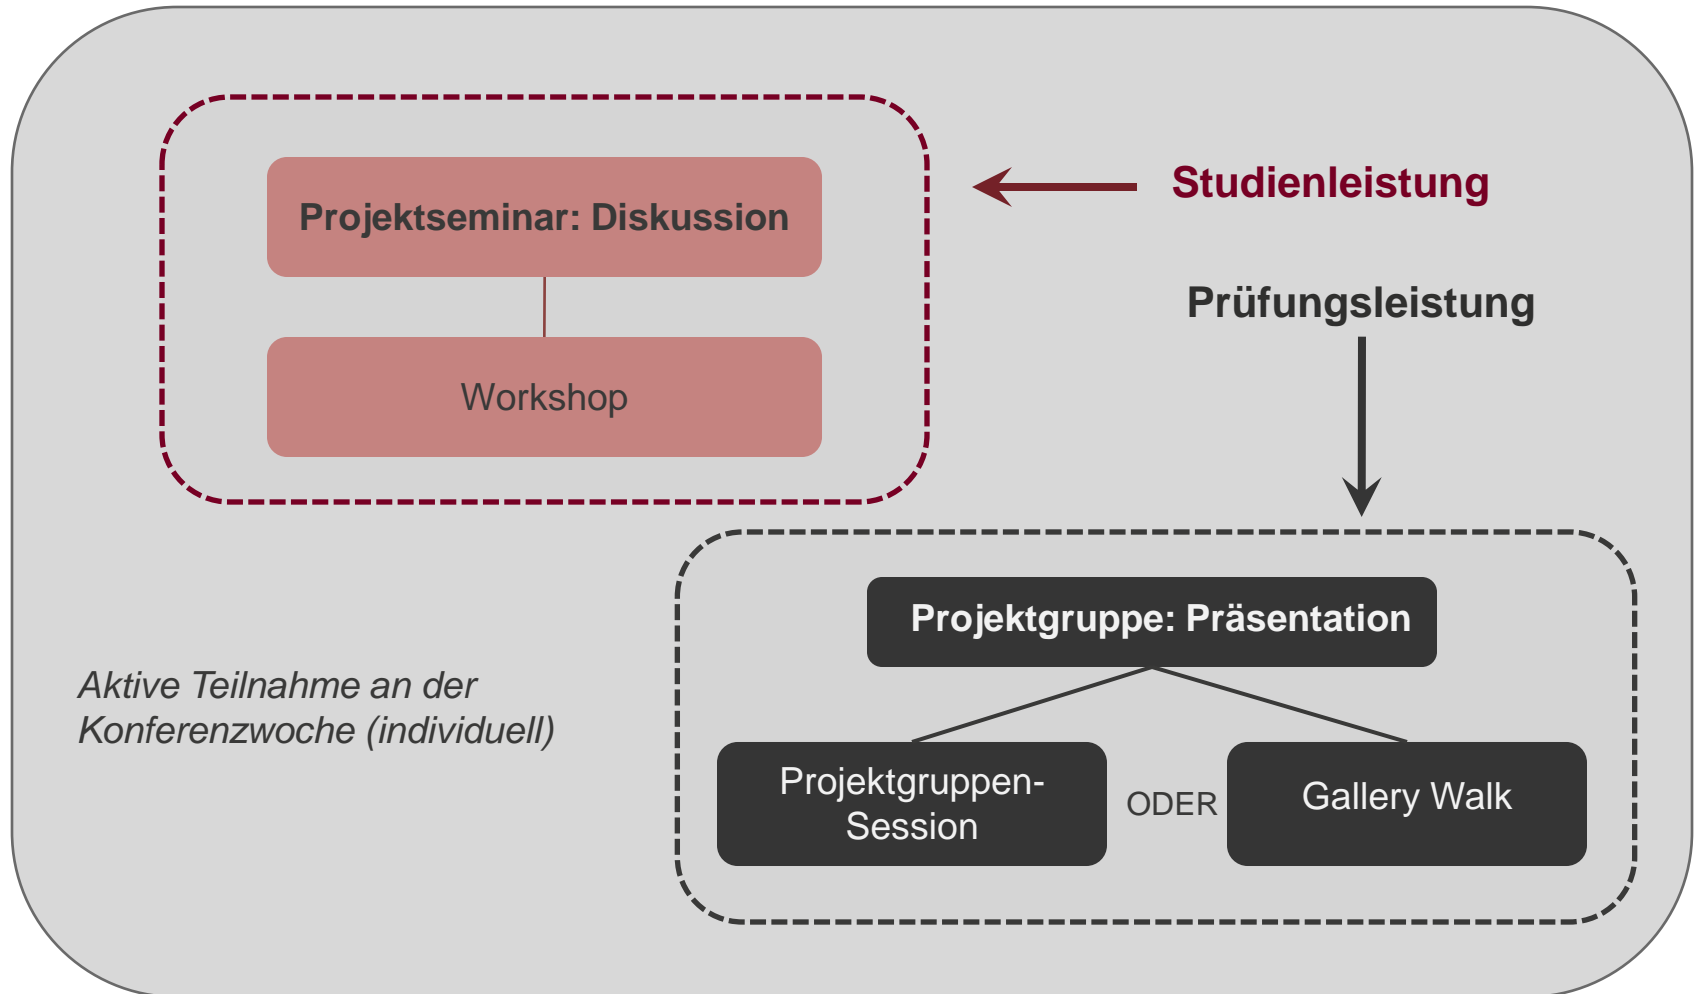 Projektseminar: Diskussion
Workshop
Studienleistung
Prüfungsleistung
Projektgruppe: Präsentation
Projektgruppen-
Session
ODER
Gallery Walk
Aktive Teilnahme an der
Konferenzwoche (individuell)